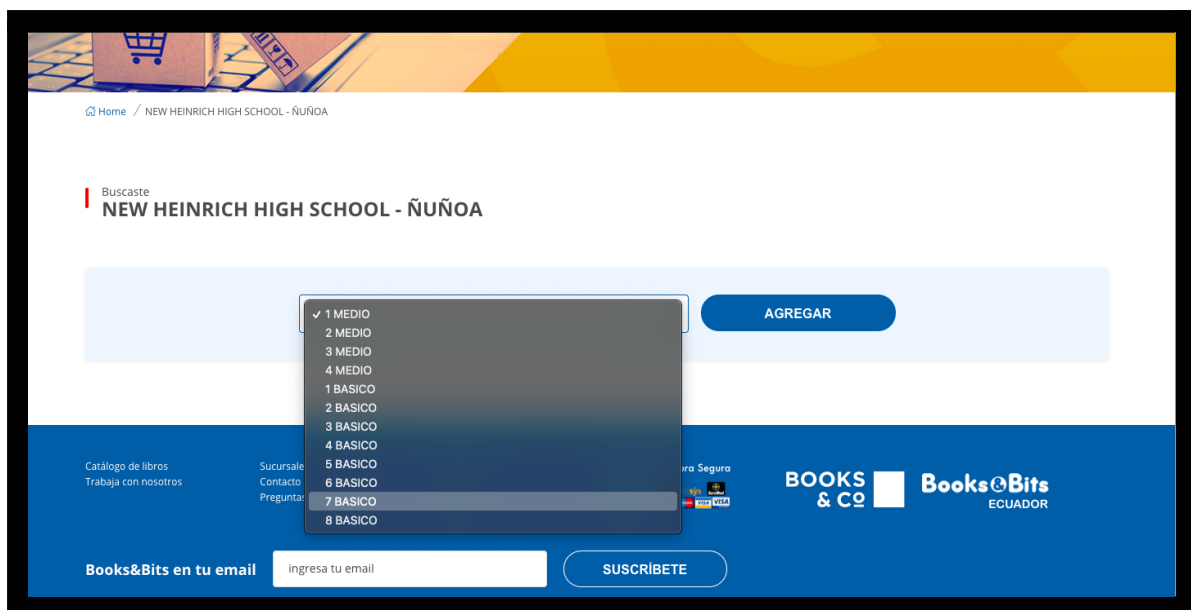 Home / NEW HEINRICH HIGH SCHOOL - ÑUÑOA
Buscaste
NEW HEINRICH HIGH SCHOOL - ÑUÑOA
✓ 1 MEDIO
2 MEDIO
3 MEDIO
4 MEDIO
1 BASICO
2 BASICO
3 BASICO
4 BASICO
5 BASICO
6 BASICO
7 BASICO
8 BASICO
AGREGAR
Catálogo de libros
Trabaja con nosotros
Sucursale
Contacto
Preguntas
ra Segura
VISA VISA
BOOKS
& CO
Books&Bits
ECUADOR
Books&Bits en tu email
ingresa tu email
SUSCRÍBETE